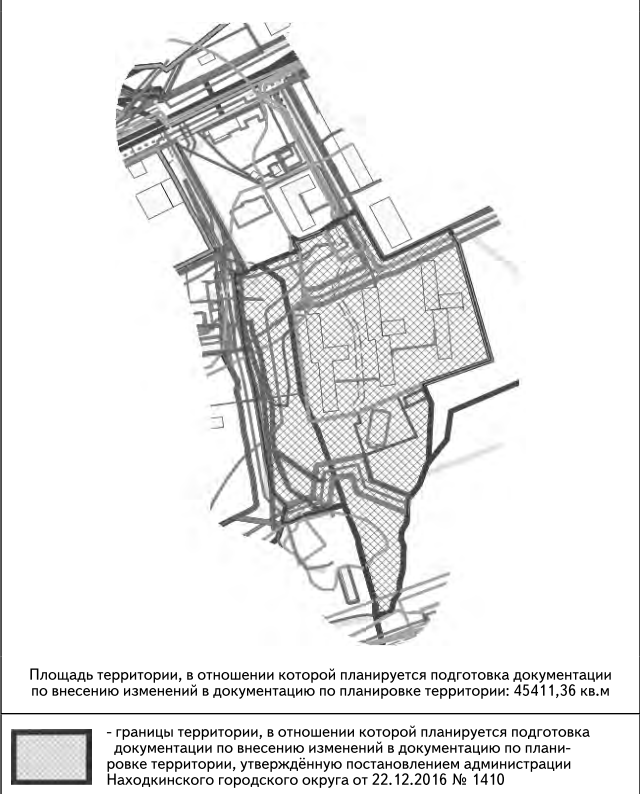 Площадь территории, в отношении которой планируется подготовка документации
по внесению изменений в документацию по планировке территории: 45411,36 кв.м
- границы территории, в отношении которой планируется подготовка
документации по внесению изменений в документацию по плани-
ровке территории, утверждённую постановлением администрации
Находкинского городского округа от 22.12.2016 № 1410